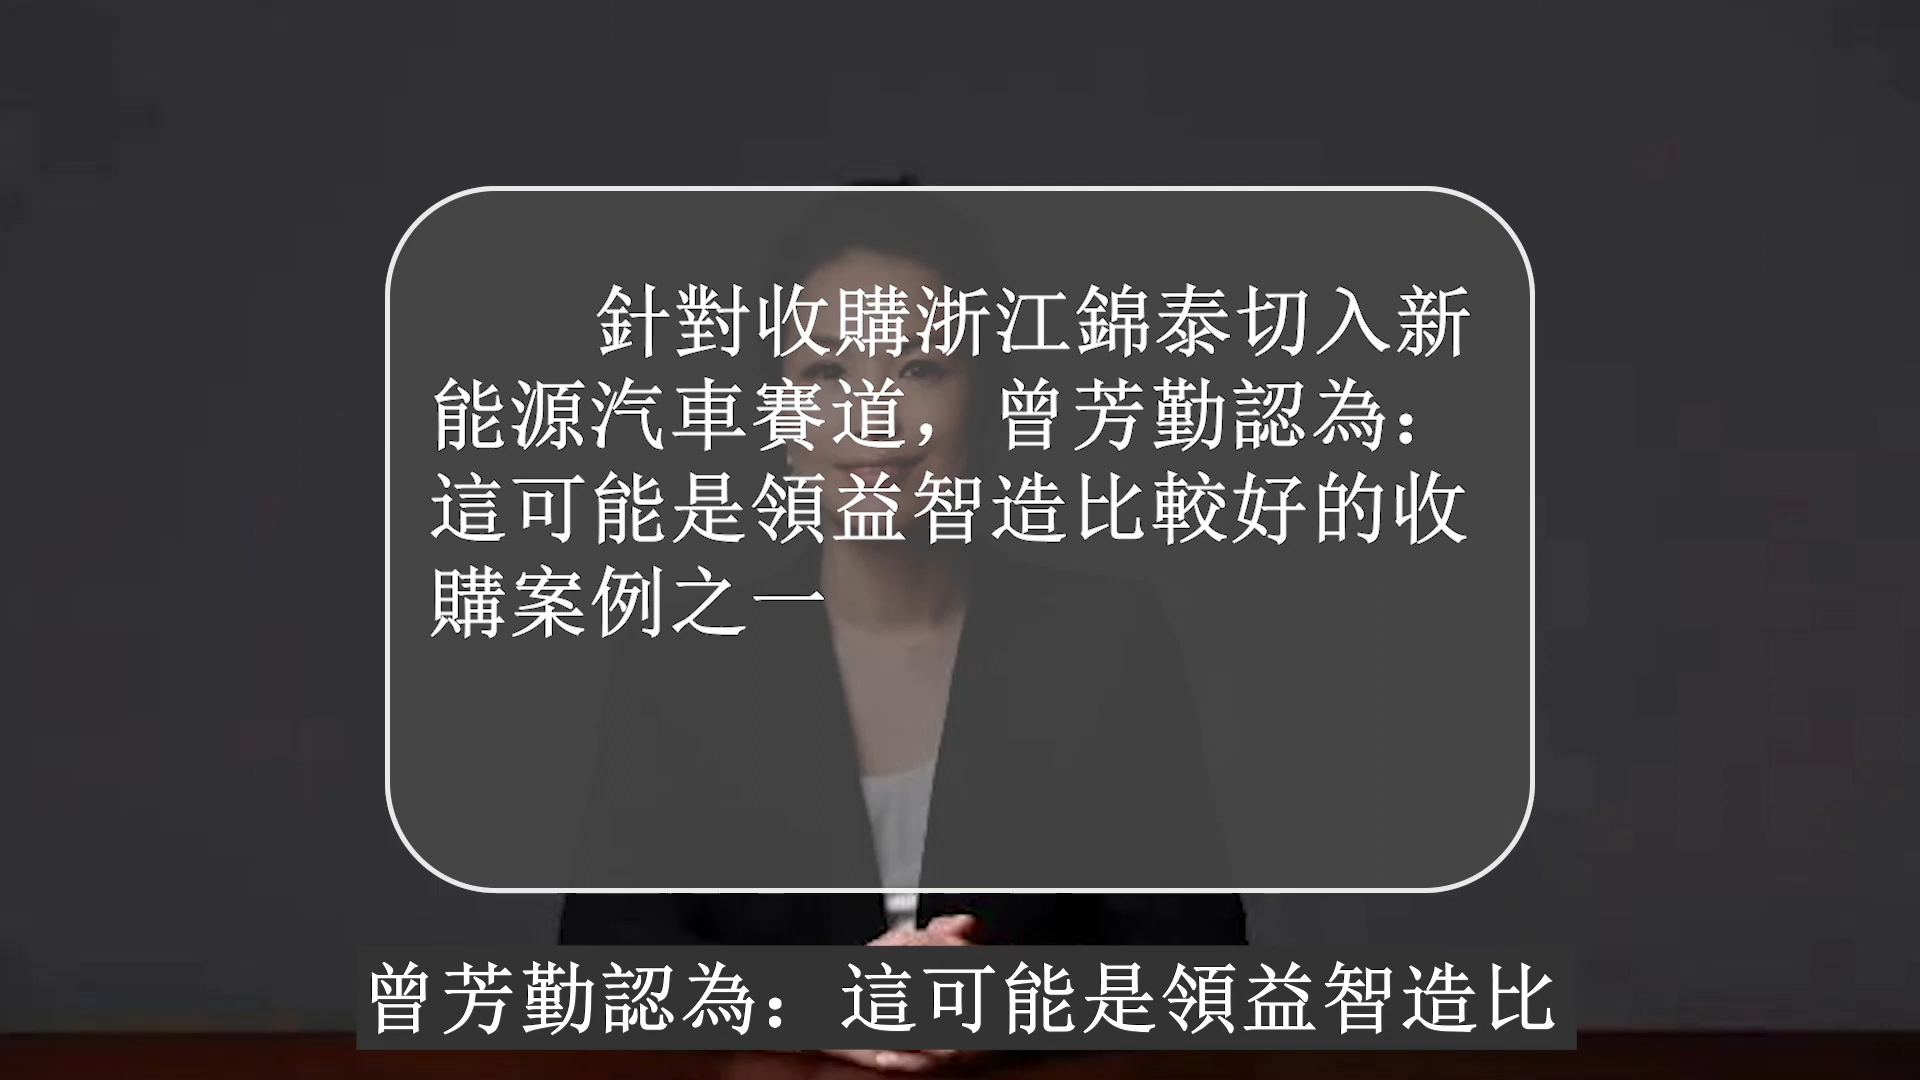 針對收購浙江錦泰切入新
能源汽車賽道，曾芳勤認為：
這可能是領益智造比較好的收
購案例之一
曾芳勤認為：這可能是領益智造比